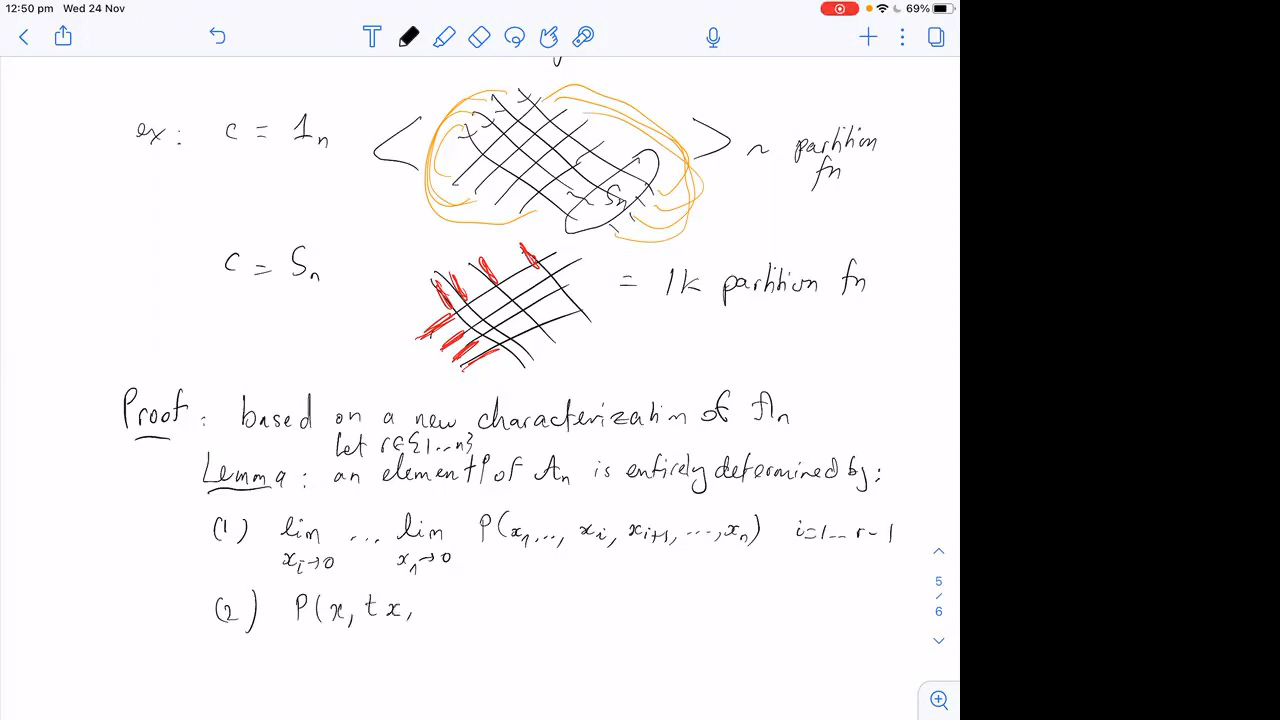 12:50 pm Wed 24 Nov
69%
ex: c = 1n
~ partition
fn
Sn
c = Sn
= IK partition fn
Proof: based on a new characterization of An
Let r∈{1...n}
Lemma: an element P of An is entirely determined by:
(1) lim xi→0 ... lim x1→0 P(x1,..., xi, xi+1, ..., xn) i=1...r-1
(2) P(x, tx,
5
/
6